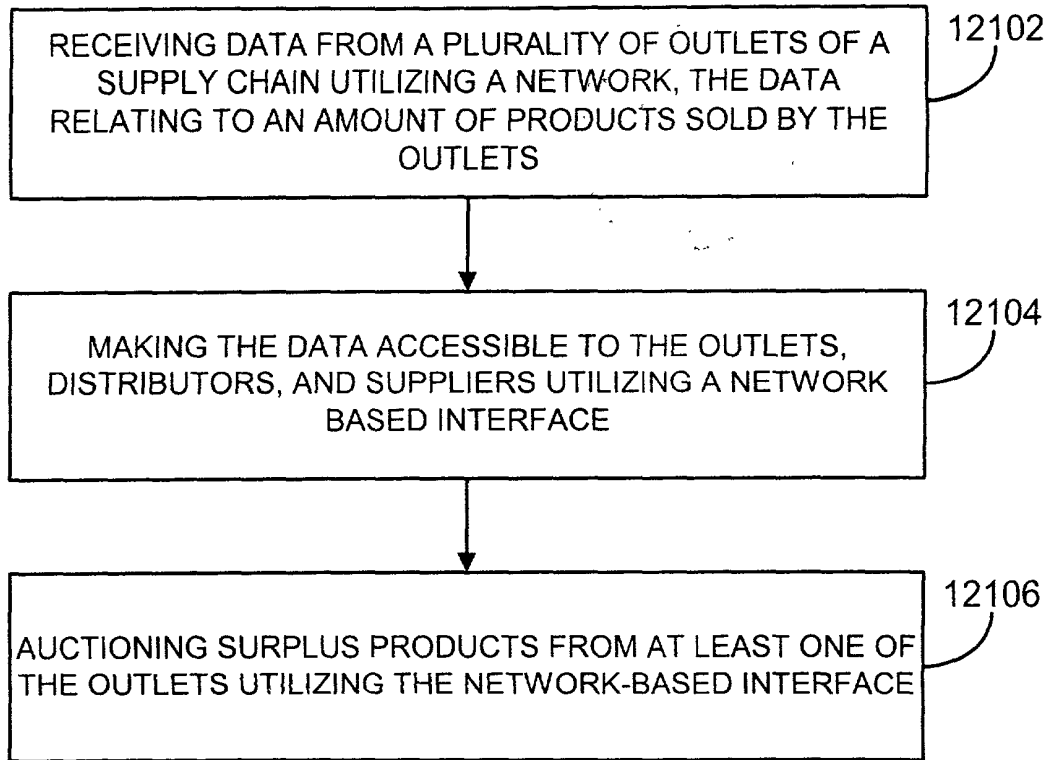 RECEIVING DATA FROM A PLURALITY OF OUTLETS OF A
SUPPLY CHAIN UTILIZING A NETWORK, THE DATA
RELATING TO AN AMOUNT OF PRODUCTS SOLD BY THE
OUTLETS
12102
MAKING THE DATA ACCESSIBLE TO THE OUTLETS,
DISTRIBUTORS, AND SUPPLIERS UTILIZING A NETWORK
BASED INTERFACE
12104
AUCTIONING SURPLUS PRODUCTS FROM AT LEAST ONE OF
THE OUTLETS UTILIZING THE NETWORK-BASED INTERFACE
12106